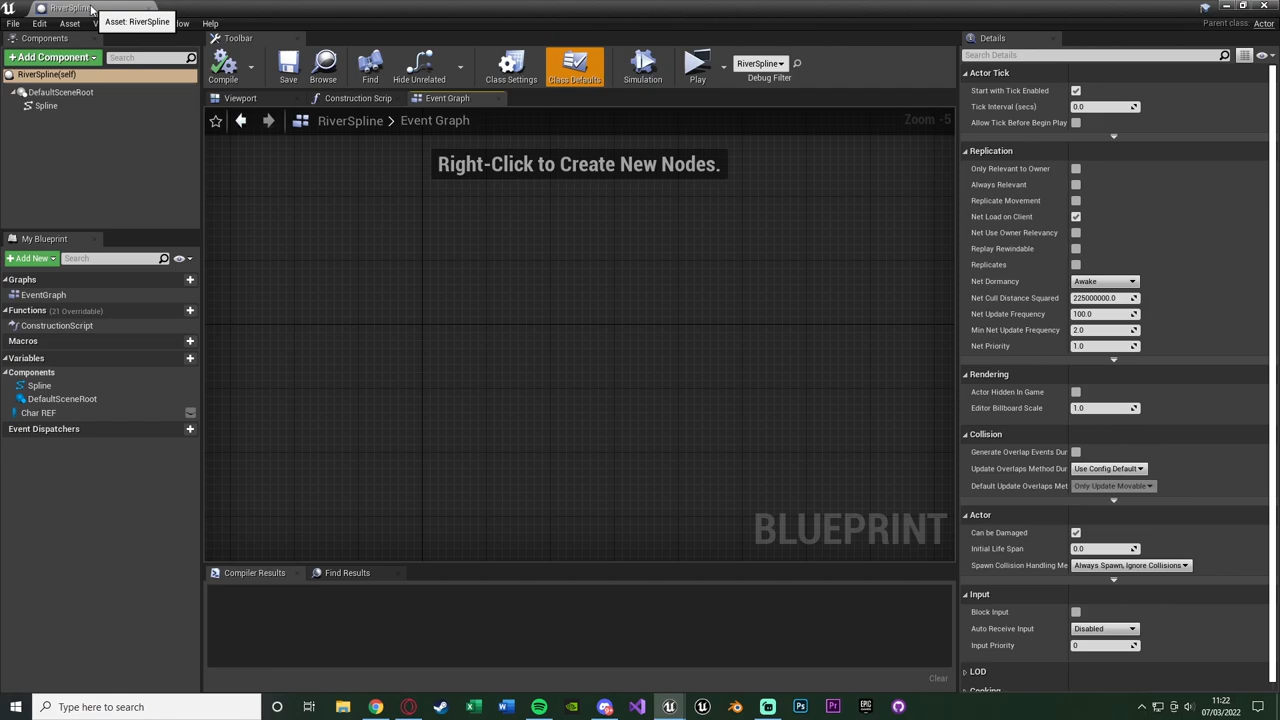 RiverSpline
Asset: RiverSpline
File Edit Asset V ow Help
Parent class: Actor
Components
+Add Component Search
RiverSpline(self)
DefaultSceneRoot
Spline
My Blueprint
+Add New Search
Graphs
EventGraph
Functions (21 Overridable)
ConstructionScript
Macros
Variables
Components
Spline
DefaultSceneRoot
Char REF
Event Dispatchers
Toolbar
Compile Save Browse Find Hide Unrelated Class Settings Class Defaults Simulation Play RiverSpline
Debug Filter
Viewport Construction Scrip Event Graph
RiverSpline > Event Graph Zoom -5
Right-Click to Create New Nodes.
BLUEPRINT
Compiler Results Find Results
Clear
Details
Search Details
Actor Tick
Start with Tick Enabled
Tick Interval (secs) 0.0
Allow Tick Before Begin Play
Replication
Only Relevant to Owner
Always Relevant
Replicate Movement
Net Load on Client
Net Use Owner Relevancy
Replay Rewindable
Replicates
Net Dormancy Awake
Net Cull Distance Squared 225000000.0
Net Update Frequency 100.0
Min Net Update Frequency 2.0
Net Priority 1.0
Rendering
Actor Hidden In Game
Editor Billboard Scale 1.0
Collision
Generate Overlap Events Dur
Update Overlaps Method Dur Use Config Default
Default Update Overlaps Met Only Update Movable
Actor
Can be Damaged
Initial Life Span 0.0
Spawn Collision Handling Me Always Spawn, Ignore Collisions
Input
Block Input
Auto Receive Input Disabled
Input Priority 0
LOD
Cooking
Type here to search
11:22
07/03/2022